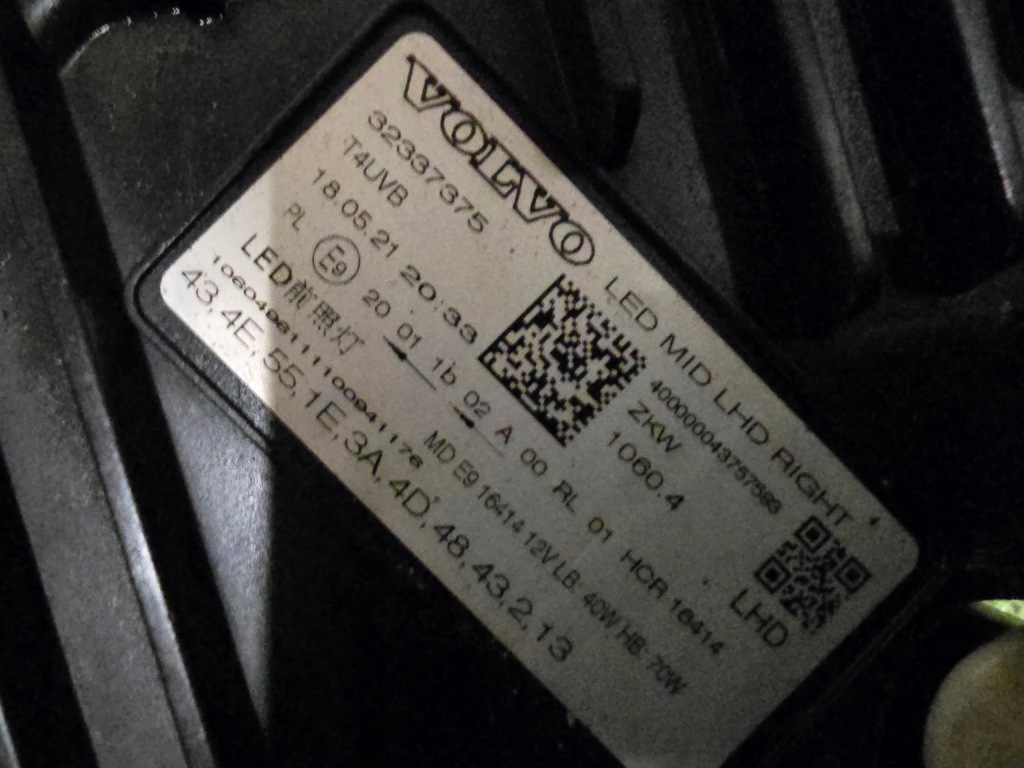 VOLVO LED MID LHD RIGHT
32337375
T4UVB
400000043757593
18.05.21 20:33
ZKW
1060.4
PL E9 20 01 1b 02 A 00 RL 01 HCR 16414
LED前照灯 MD E9 16414 12V LB: 40W, HB: 70W
LHD
43,4E,55,1E,3A,4D,48,43,2,13